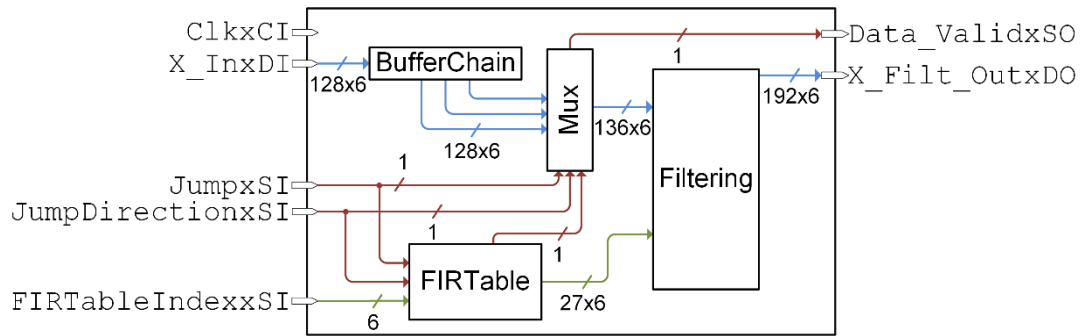 ClkxCI
Data_ValidxSO
1
X_InxDI
BufferChain
X_Filt_OutxDO
128x6
192x6
Mux
136x6
128x6
Filtering
1
JumpxSI
JumpDirectionxSI
1
1
FIRTable
27x6
FIRTableIndexxSI
6